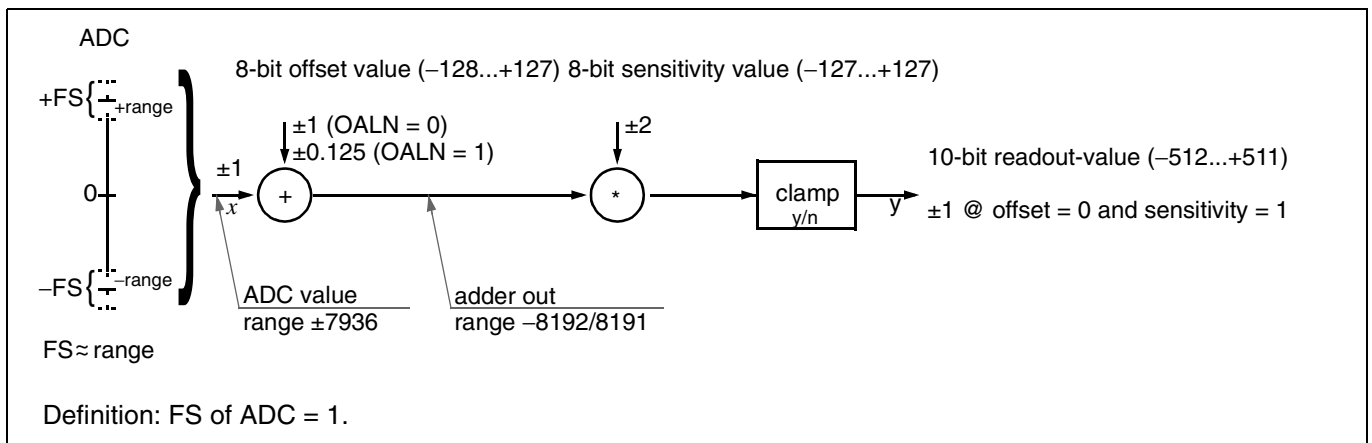 ADC
8-bit offset value (−128...+127) 8-bit sensitivity value (−127...+127)
+FS{
+range
±1 (OALN = 0)
±0.125 (OALN = 1)
±2
±1
x
+
*
clamp
y/n
y
10-bit readout-value (−512...+511)
±1 @ offset = 0 and sensitivity = 1
0
−FS{
−range
ADC value
range ±7936
adder out
range −8192/8191
FS≈range
Definition: FS of ADC = 1.